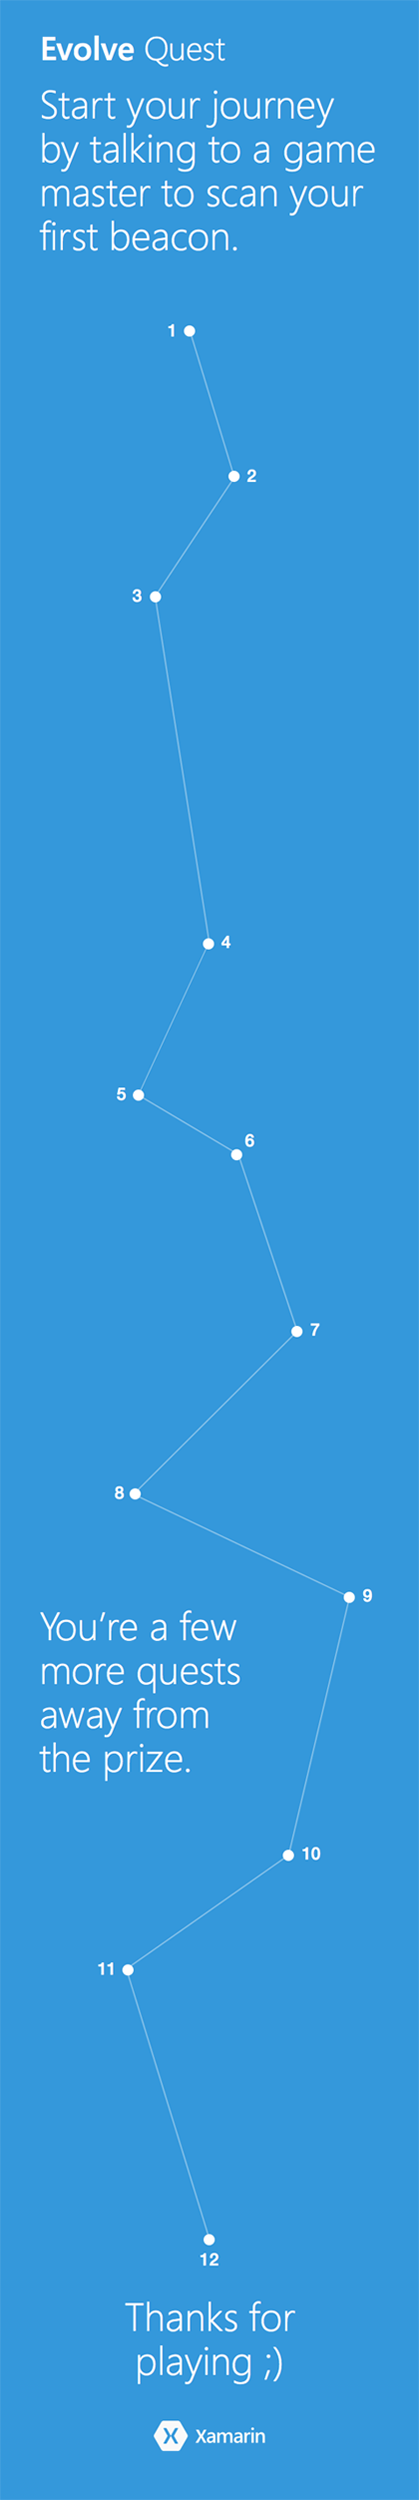 Evolve Quest
Start your journey
by talking to a game
master to scan your
first beacon.
1
2
3
4
5
6
7
8
9
You're a few
more quests
away from
the prize.
10
11
12
Thanks for
playing ;)
Xamarin